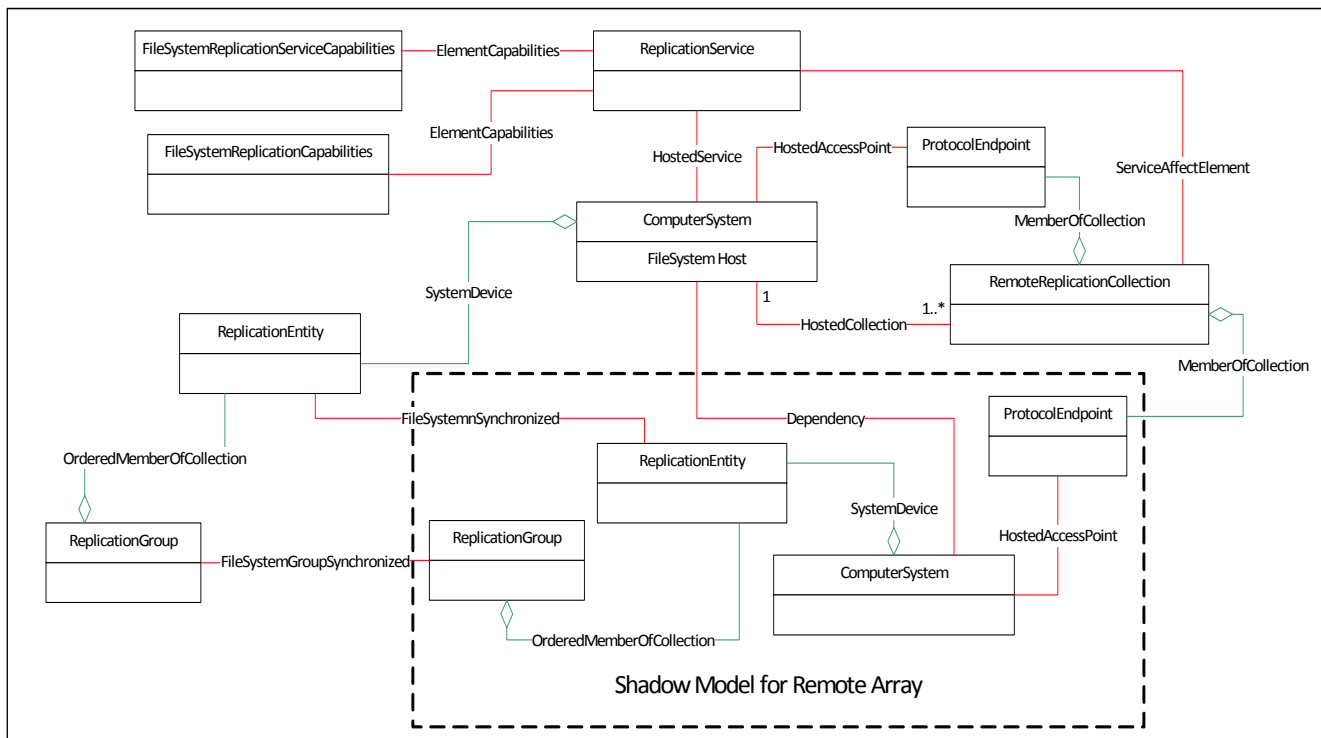 FileSystemReplicationServiceCapabilities
ElementCapabilities
ReplicationService
ElementCapabilities
FileSystemReplicationCapabilities
HostedService
HostedAccessPoint
ProtocolEndpoint
ServiceAffectElement
MemberOfCollection
ComputerSystem
FileSystem Host
RemoteReplicationCollection
SystemDevice
1
1..*
HostedCollection
ReplicationEntity
MemberOfCollection
FileSystemnSynchronized
Dependency
ProtocolEndpoint
OrderedMemberOfCollection
ReplicationEntity
SystemDevice
ReplicationGroup
ReplicationGroup
HostedAccessPoint
FileSystemGroupSynchronized
ComputerSystem
OrderedMemberOfCollection
Shadow Model for Remote Array